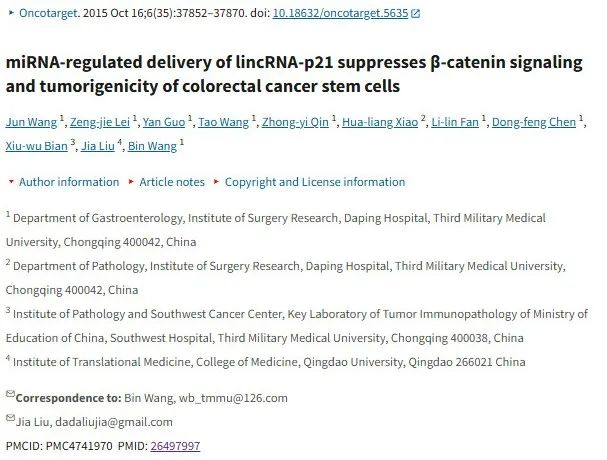 Oncotarget. 2015 Oct 16;6(35):37852–37870. doi: 10.18632/oncotarget.5635
miRNA-regulated delivery of lincRNA-p21 suppresses β-catenin signaling
and tumorigenicity of colorectal cancer stem cells
Jun Wang 1, Zeng-jie Lei 1, Yan Guo 1, Tao Wang 1, Zhong-yi Qin 1, Hua-liang Xiao 2, Li-lin Fan 1, Dong-feng Chen 1,
Xiu-wu Bian 3, Jia Liu 4, Bin Wang 1
Author information Article notes Copyright and License information
1 Department of Gastroenterology, Institute of Surgery Research, Daping Hospital, Third Military Medical
University, Chongqing 400042, China
2 Department of Pathology, Institute of Surgery Research, Daping Hospital, Third Military Medical University,
Chongqing 400042, China
3 Institute of Pathology and Southwest Cancer Center, Key Laboratory of Tumor Immunopathology of Ministry of
Education of China, Southwest Hospital, Third Military Medical University, Chongqing 400038, China
4 Institute of Translational Medicine, College of Medicine, Qingdao University, Qingdao 266021 China
Correspondence to: Bin Wang, wb_tmmu@126.com
Jia Liu, dadaliujia@gmail.com
PMCID: PMC4741970 PMID: 26497997